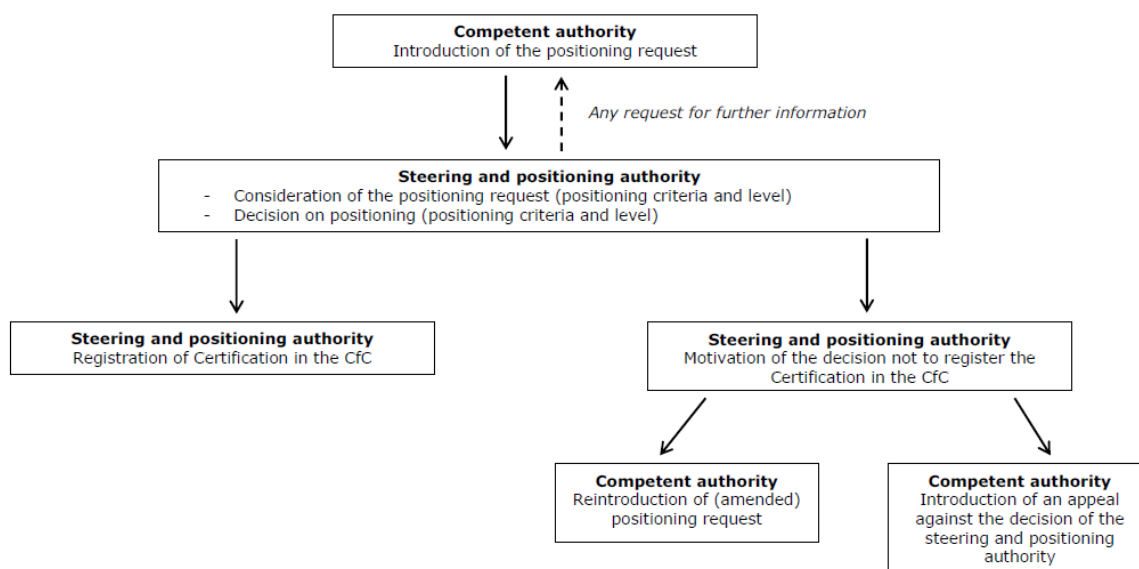 Competent authority
Introduction of the positioning request
Any request for further information
Steering and positioning authority
- Consideration of the positioning request (positioning criteria and level)
- Decision on positioning (positioning criteria and level)
Steering and positioning authority
Registration of Certification in the CfC
Steering and positioning authority
Motivation of the decision not to register the
Certification in the CfC
Competent authority
Reintroduction of (amended)
positioning request
Competent authority
Introduction of an appeal
against the decision of the
steering and positioning
authority